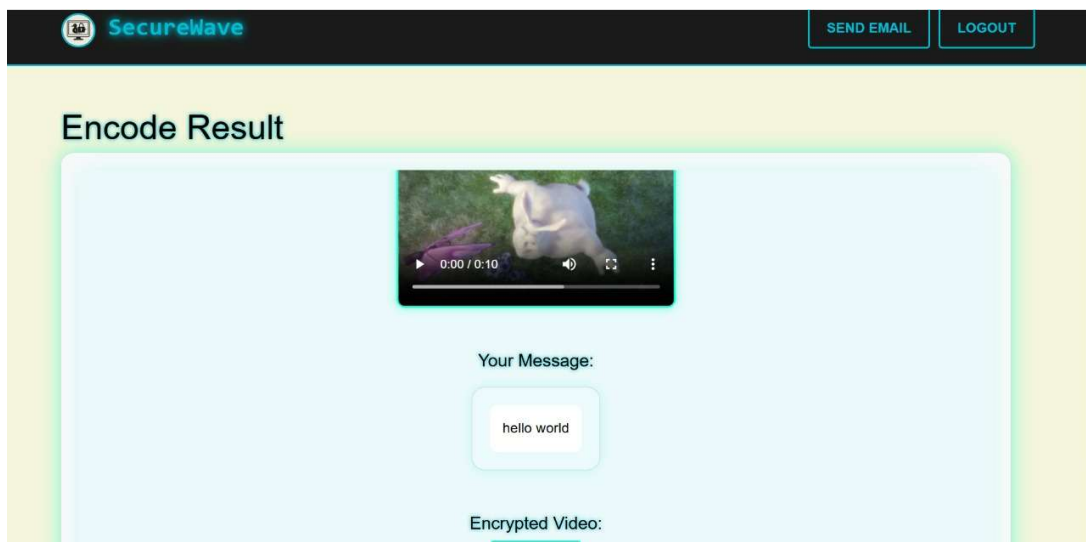 SecureWave
SEND EMAIL
LOGOUT
Encode Result
0:00 / 0:10
Your Message:
hello world
Encrypted Video: